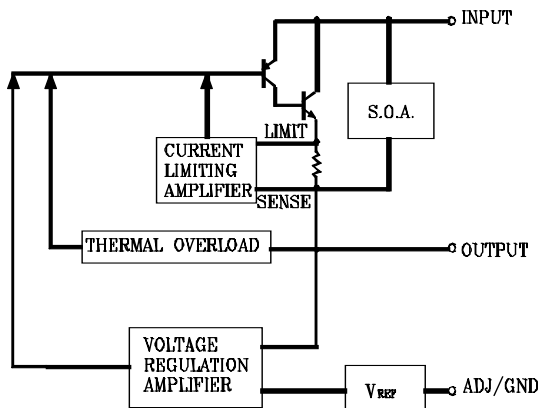 INPUT
S.O.A.
LIMIT
CURRENT
LIMITING
AMPLIFIER
SENSE
THERMAL OVERLOAD
OUTPUT
VOLTAGE
REGULATION
AMPLIFIER
VREF
ADJ/GND